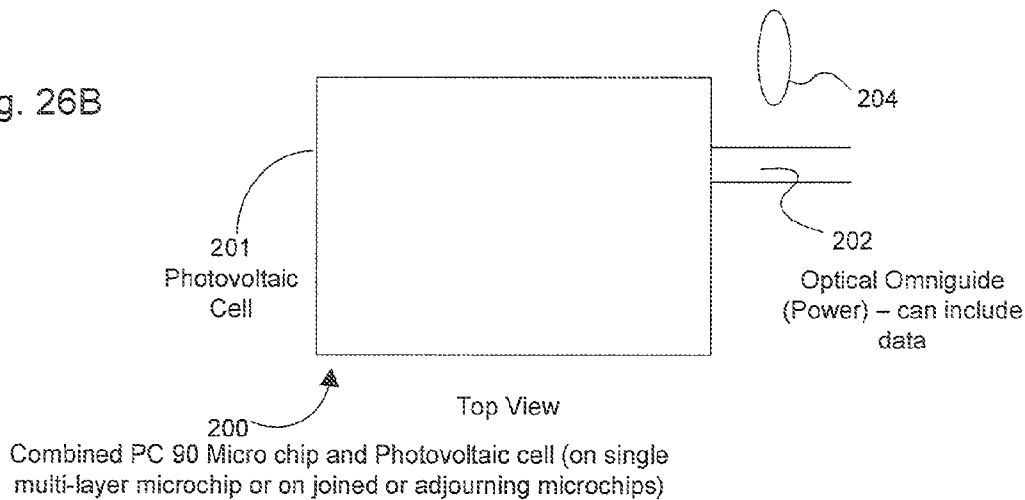 g. 26B
204
201
Photovoltaic
Cell
202
Optical Omniguide
(Power) – can include
data
Top View
200
Combined PC 90 Micro chip and Photovoltaic cell (on single
multi-layer microchip or on joined or adjourning microchips)